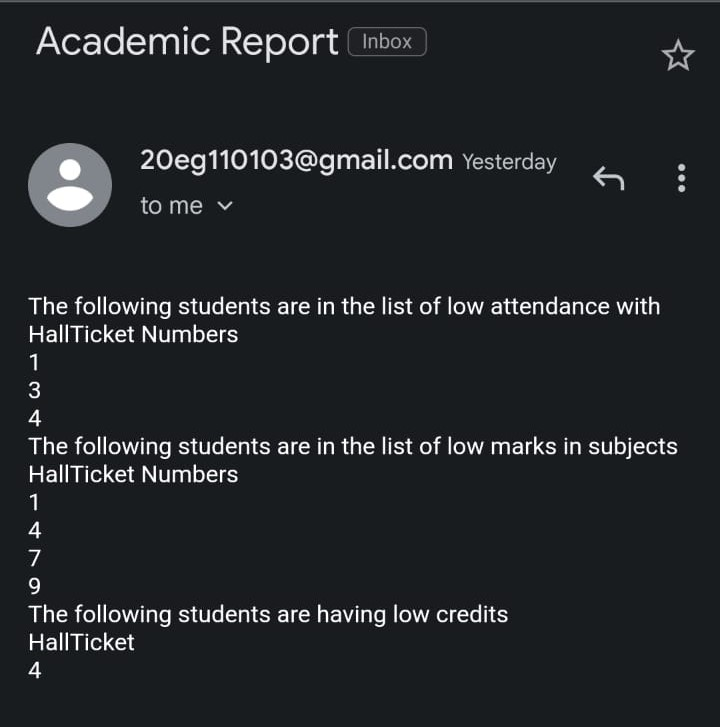 Academic Report Inbox
20eg110103@gmail.com Yesterday
to me
The following students are in the list of low attendance with
HallTicket Numbers
1
3
4
The following students are in the list of low marks in subjects
HallTicket Numbers
1
4
7
9
The following students are having low credits
HallTicket
4